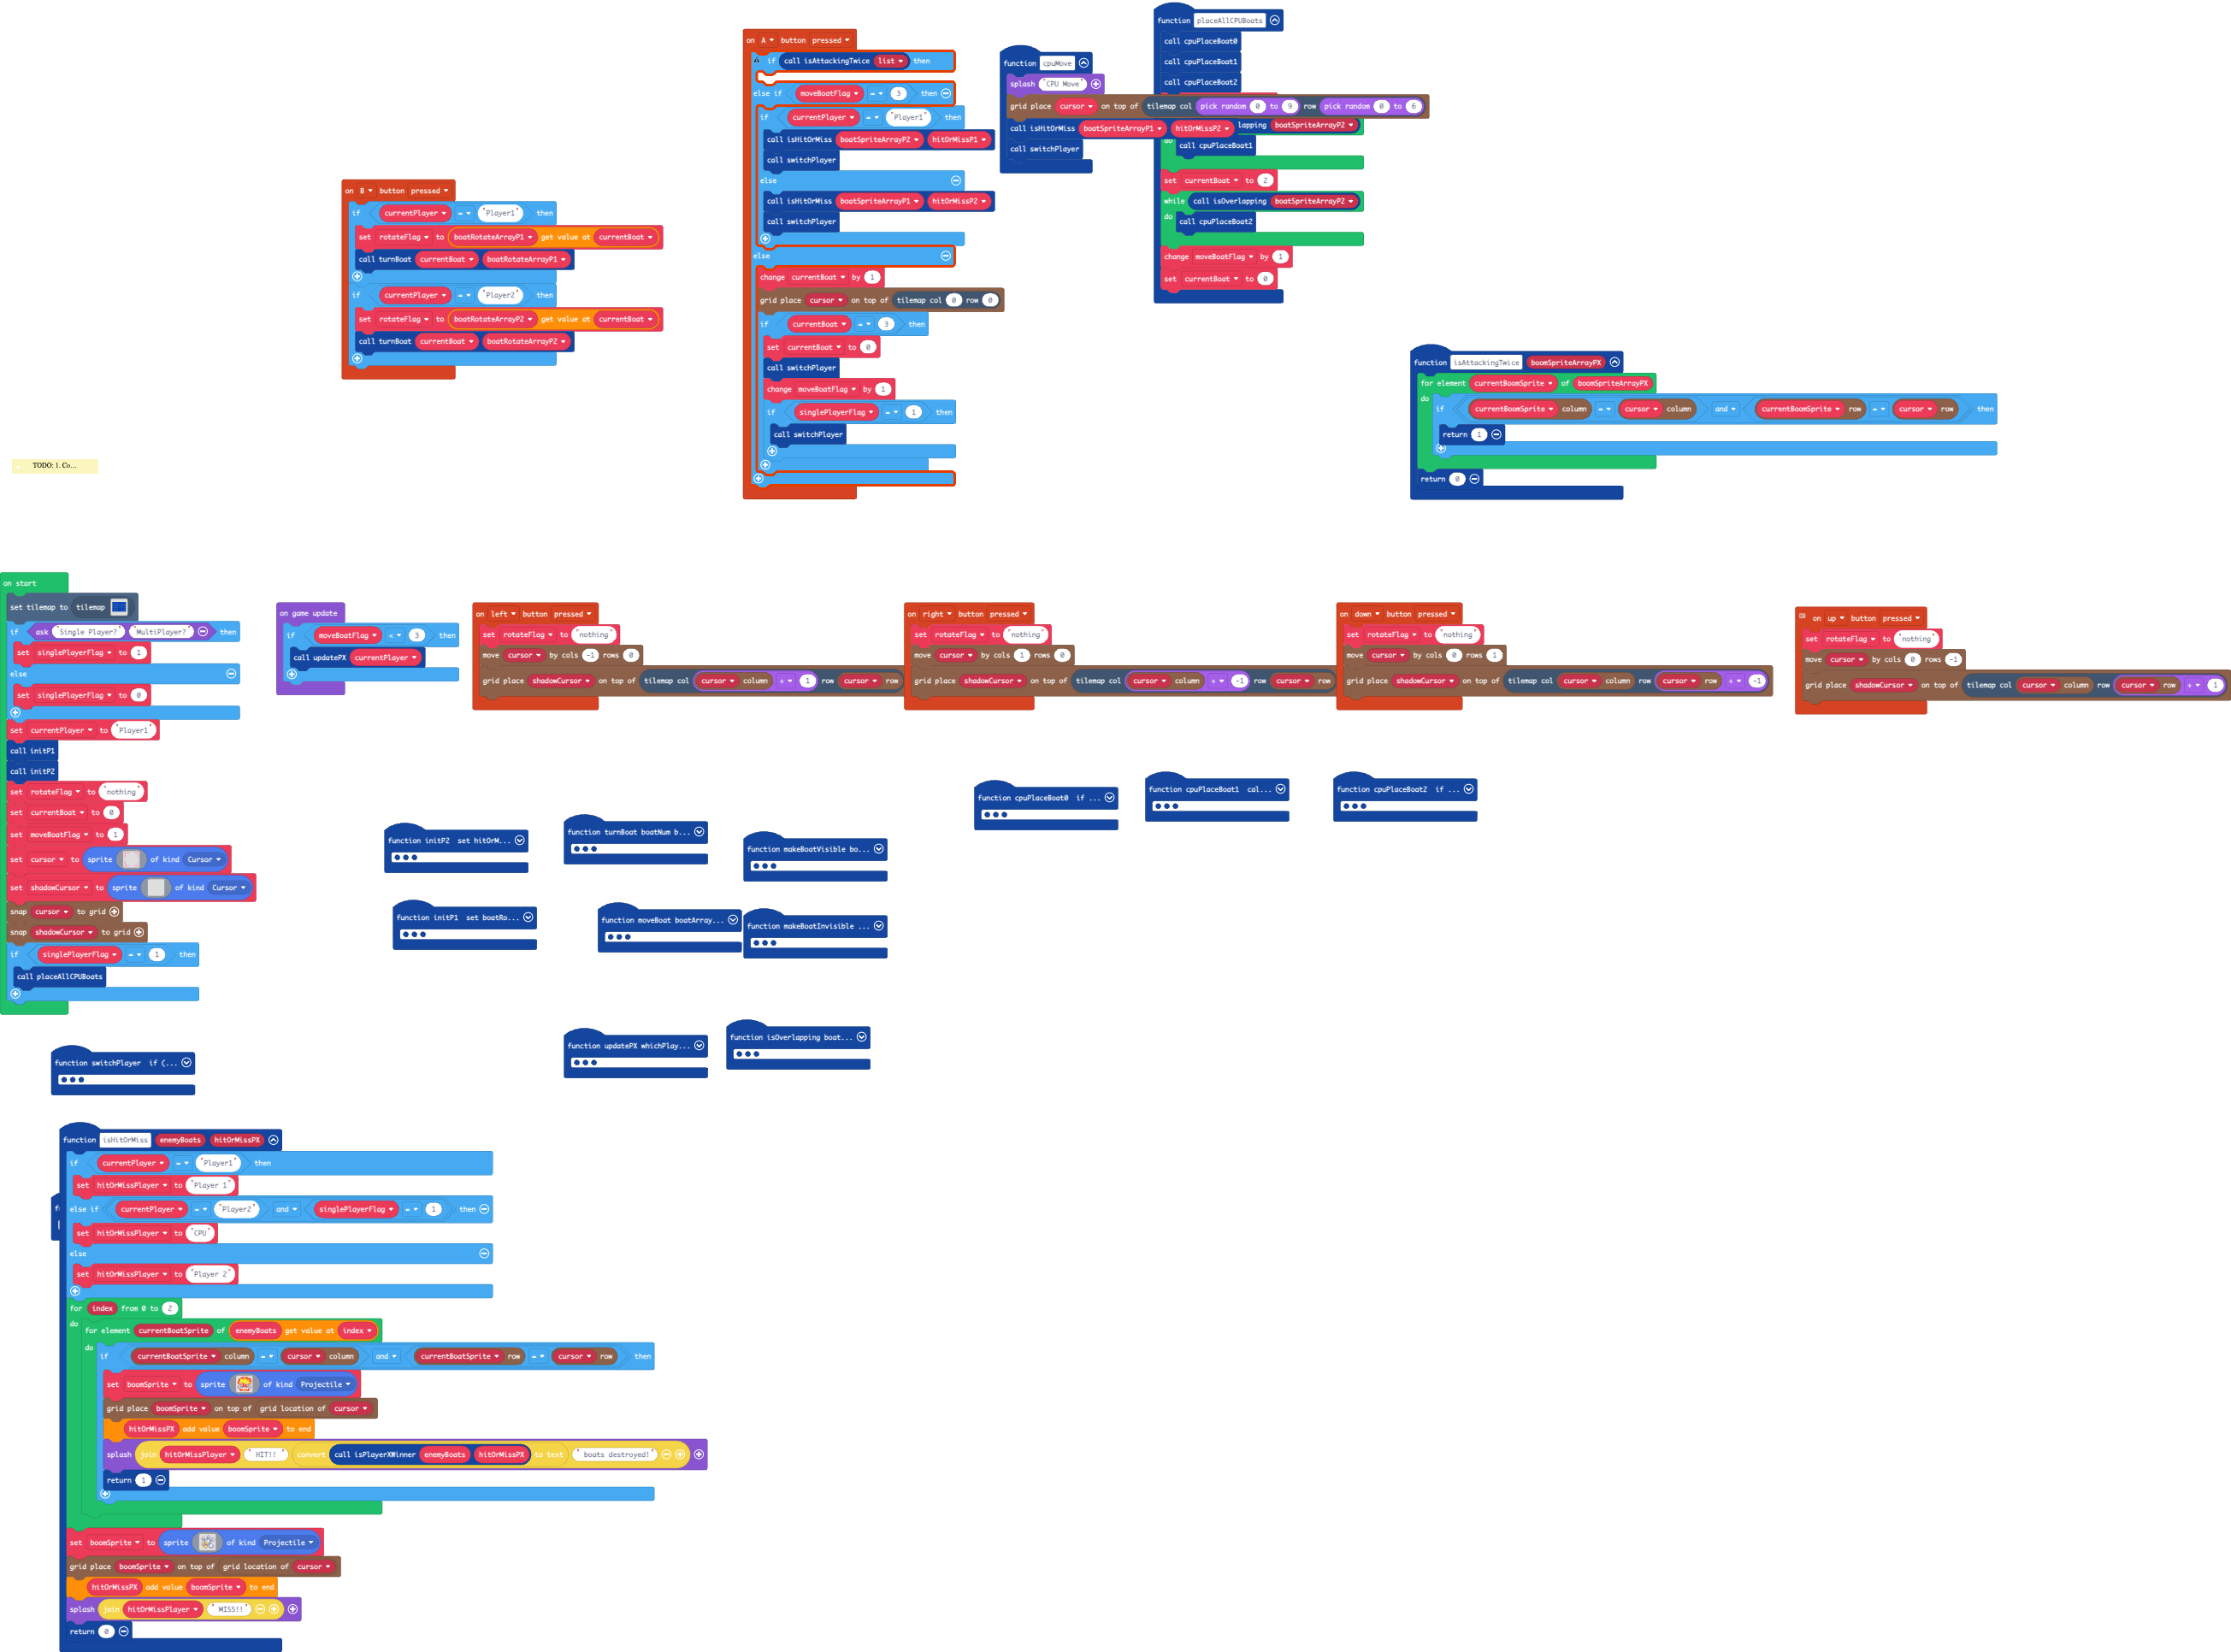 function placeAllCPUBoats
call cpuPlaceBoat0
call cpuPlaceBoat1
call cpuPlaceBoat2
lapping boatSpriteArrayP2
do
call cpuPlaceBoat1
set currentBoat to 2
while call isOverlapping boatSpriteArrayP2
do call cpuPlaceBoat2
change moveBoatFlag by 1
set currentBoat to 0
on A button pressed
if call isAttackingTwice list then
else if moveBoatFlag = 3 then
if currentPlayer = "Player1" then
call isHitOrMiss boatSpriteArrayP2 hitOrMissP1
call switchPlayer
else
call isHitOrMiss boatSpriteArrayP1 hitOrMissP2
call switchPlayer
else
change currentBoat by 1
grid place cursor on top of tilemap col 0 row 0
if currentBoat = 3 then
set currentBoat to 0
call switchPlayer
change moveBoatFlag by 1
if singlePlayerFlag = 1 then
call switchPlayer
function cpuMove
splash "CPU Move"
grid place cursor on top of tilemap col pick random 0 to 9 row pick random 0 to 6
call isHitOrMiss boatSpriteArrayP1 hitOrMissP2
call switchPlayer
on B button pressed
if currentPlayer = "Player1" then
set rotateFlag to boatRotateArrayP1 get value at currentBoat
call turnBoat currentBoat boatRotateArrayP1
if currentPlayer = "Player2" then
set rotateFlag to boatRotateArrayP2 get value at currentBoat
call turnBoat currentBoat boatRotateArrayP2
function isAttackingTwice boomSpriteArrayPX
for element currentBoomSprite of boomSpriteArrayPX
do
if currentBoomSprite column = cursor column and currentBoomSprite row = cursor row then
return 1
return 0
TODO: 1. Co...
on start
set tilemap to tilemap
if ask "Single Player?" "MultiPlayer?" then
set singlePlayerFlag to 1
else
set singlePlayerFlag to 0
set currentPlayer to "Player1"
call initP1
call initP2
set rotateFlag to "nothing"
set currentBoat to 0
set moveBoatFlag to 1
set cursor to sprite of kind Cursor
set shadowCursor to sprite of kind Cursor
snap cursor to grid
snap shadowCursor to grid
if singlePlayerFlag = 1 then
call placeAllCPUBoats
on game update
if moveBoatFlag < 3 then
call updatePX currentPlayer
on left button pressed
set rotateFlag to "nothing"
move cursor by cols -1 rows 0
grid place shadowCursor on top of tilemap col cursor column + 1 row cursor row
on right button pressed
set rotateFlag to "nothing"
move cursor by cols 1 rows 0
grid place shadowCursor on top of tilemap col cursor column + -1 row cursor row
on down button pressed
set rotateFlag to "nothing"
move cursor by cols 0 rows 1
grid place shadowCursor on top of tilemap col cursor column row cursor row + -1
on up button pressed
set rotateFlag to "nothing"
move cursor by cols 0 rows -1
grid place shadowCursor on top of tilemap col cursor column row cursor row + 1
function cpuPlaceBoat0 if ...
function cpuPlaceBoat1 cal...
function cpuPlaceBoat2 if ...
function initP2 set hitOrM...
function turnBoat boatNum b...
function makeBoatVisible bo...
function initP1 set boatRo...
function moveBoat boatArray...
function makeBoatInvisible ...
function updatePX whichPlay...
function isOverlapping boat...
function switchPlayer if (...
function isHitOrMiss enemyBoats hitOrMissPX
if currentPlayer = "Player1" then
set hitOrMissPlayer to "Player 1"
else if currentPlayer = "Player2" and singlePlayerFlag = 1 then
set hitOrMissPlayer to "CPU"
else
set hitOrMissPlayer to "Player 2"
for index from 0 to 2
do
for element currentBoatSprite of enemyBoats get value at index
do
if currentBoatSprite column = cursor column and currentBoatSprite row = cursor row then
set boomSprite to sprite of kind Projectile
grid place boomSprite on top of grid location of cursor
hitOrMissPX add value boomSprite to end
splash join hitOrMissPlayer " HIT!! " convert call isPlayerXWinner enemyBoats hitOrMissPX to text " boats destroyed!"
return 1
set boomSprite to sprite of kind Projectile
grid place boomSprite on top of grid location of cursor
hitOrMissPX add value boomSprite to end
splash join hitOrMissPlayer " MISS!!"
return 0